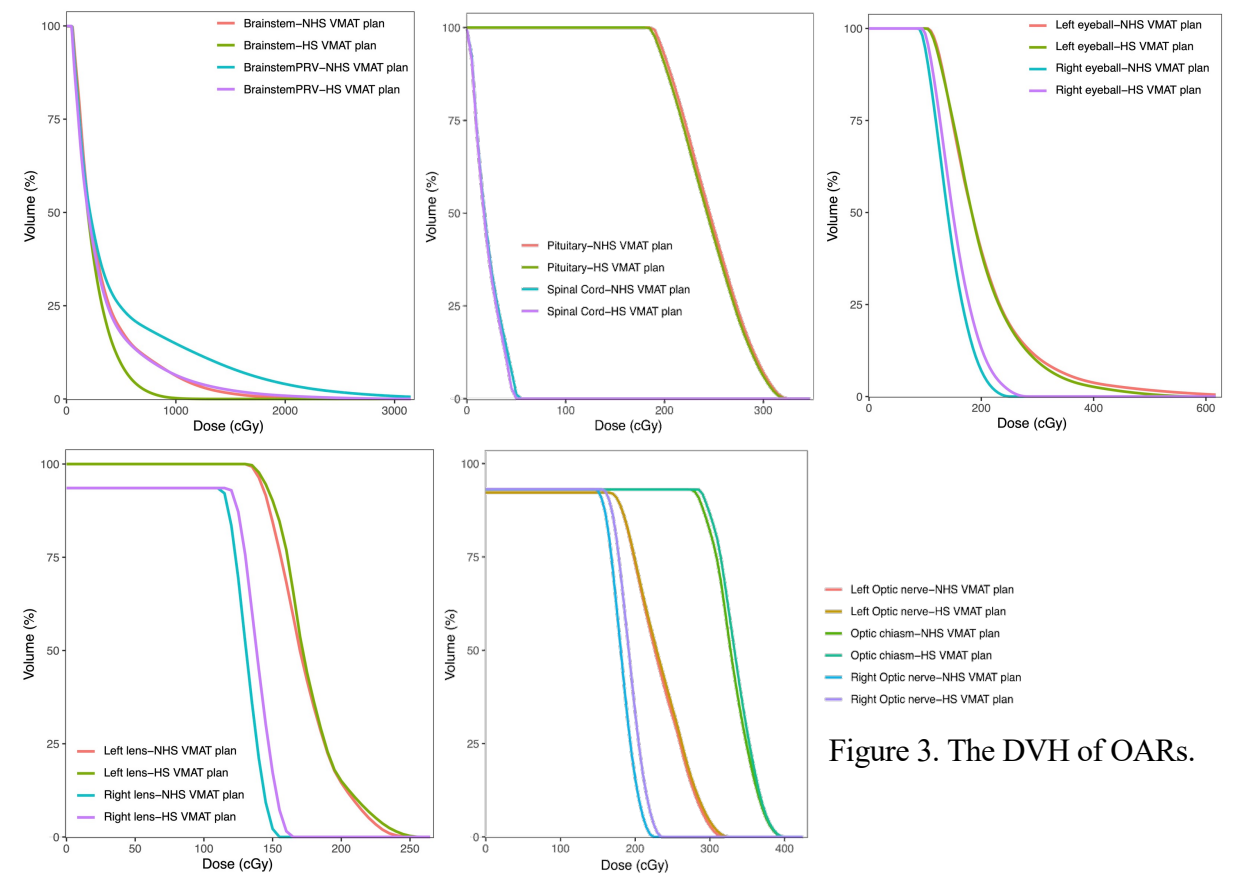 100
75
50
25
0
Volume (%)
0 1000 2000 3000
Dose (cGy)
Brainstem−NHS VMAT plan
Brainstem−HS VMAT plan
BrainstemPRV−NHS VMAT plan
BrainstemPRV−HS VMAT plan
100
75
50
25
0
Volume (%)
0 100 200 300
Dose (cGy)
Pituitary−NHS VMAT plan
Pituitary−HS VMAT plan
Spinal Cord−NHS VMAT plan
Spinal Cord−HS VMAT plan
100
75
50
25
0
Volume (%)
0 200 400 600
Dose (cGy)
Left eyeball−NHS VMAT plan
Left eyeball−HS VMAT plan
Right eyeball−NHS VMAT plan
Right eyeball−HS VMAT plan
100
75
50
25
0
Volume (%)
0 50 100 150 200 250
Dose (cGy)
Left lens−NHS VMAT plan
Left lens−HS VMAT plan
Right lens−NHS VMAT plan
Right lens−HS VMAT plan
100
75
50
25
0
Volume (%)
0 100 200 300 400
Dose (cGy)
Left Optic nerve−NHS VMAT plan
Left Optic nerve−HS VMAT plan
Optic chiasm−NHS VMAT plan
Optic chiasm−HS VMAT plan
Right Optic nerve−NHS VMAT plan
Right Optic nerve−HS VMAT plan
Figure 3. The DVH of OARs.